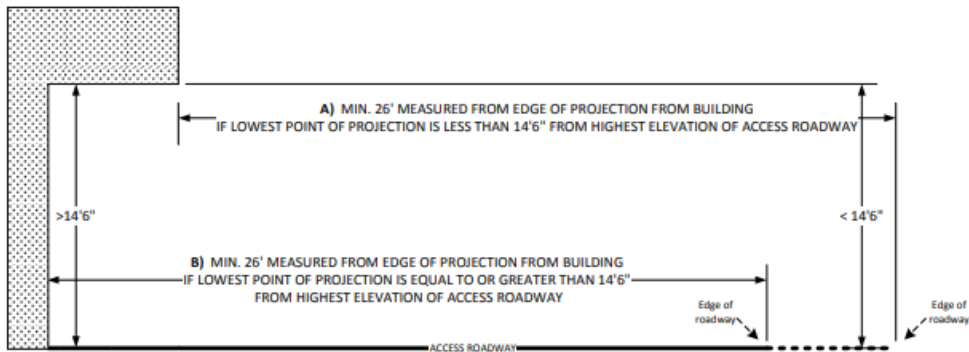 A) MIN. 26' MEASURED FROM EDGE OF PROJECTION FROM BUILDING
IF LOWEST POINT OF PROJECTION IS LESS THAN 14'6" FROM HIGHEST ELEVATION OF ACCESS ROADWAY
>14'6"
< 14'6"
B) MIN. 26' MEASURED FROM EDGE OF PROJECTION FROM BUILDING
IF LOWEST POINT OF PROJECTION IS EQUAL TO OR GREATER THAN 14'6"
FROM HIGHEST ELEVATION OF ACCESS ROADWAY
Edge of
roadway
Edge of
roadway
ACCESS ROADWAY